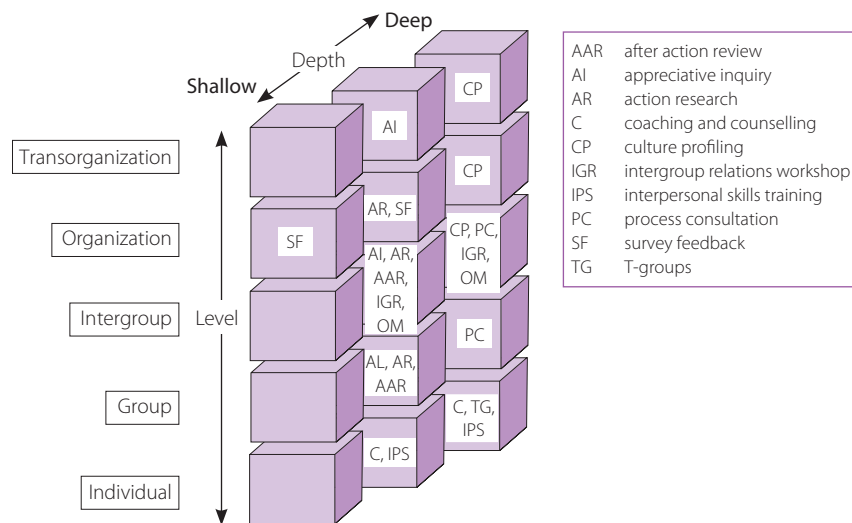 Deep
Depth
Shallow
CP
AI
Transorganization
CP
AR, SF
Organization
SF
CP, PC,
IGR,
OM
AI, AR,
AAR,
IGR,
OM
Intergroup
Level
PC
AL, AR,
AAR
Group
C, TG,
IPS
C, IPS
Individual
AAR after action review
AI appreciative inquiry
AR action research
C coaching and counselling
CP culture profiling
IGR intergroup relations workshop
IPS interpersonal skills training
PC process consultation
SF survey feedback
TG T-groups